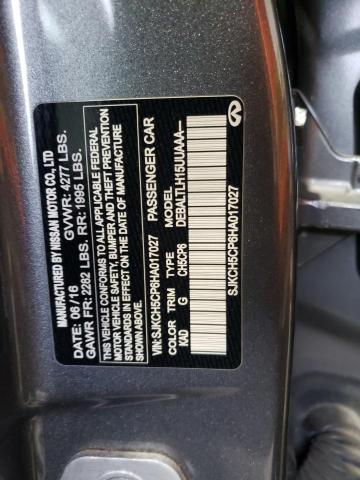 MFD BY NISSAN MOTOR CO., LTD
DATE: 06/16 GVWR: 4277 LBS.
GAWR FR: 2282 LBS. RR: 1995 LBS.
THIS VEHICLE CONFORMS TO ALL APPLICABLE FEDERAL
MOTOR VEHICLE SAFETY, BUMPER AND THEFT PREVENTION
STANDARDS IN EFFECT ON THE DATE OF MANUFACTURE
SHOWN ABOVE.
VIN: SJKCH5CP6HA017027 PASSENGER CAR
COLOR TRIM TYPE MODEL
KAD G CH5CP6 DEBALTLH15UUAAA—
SJKCH5CP6HA017027